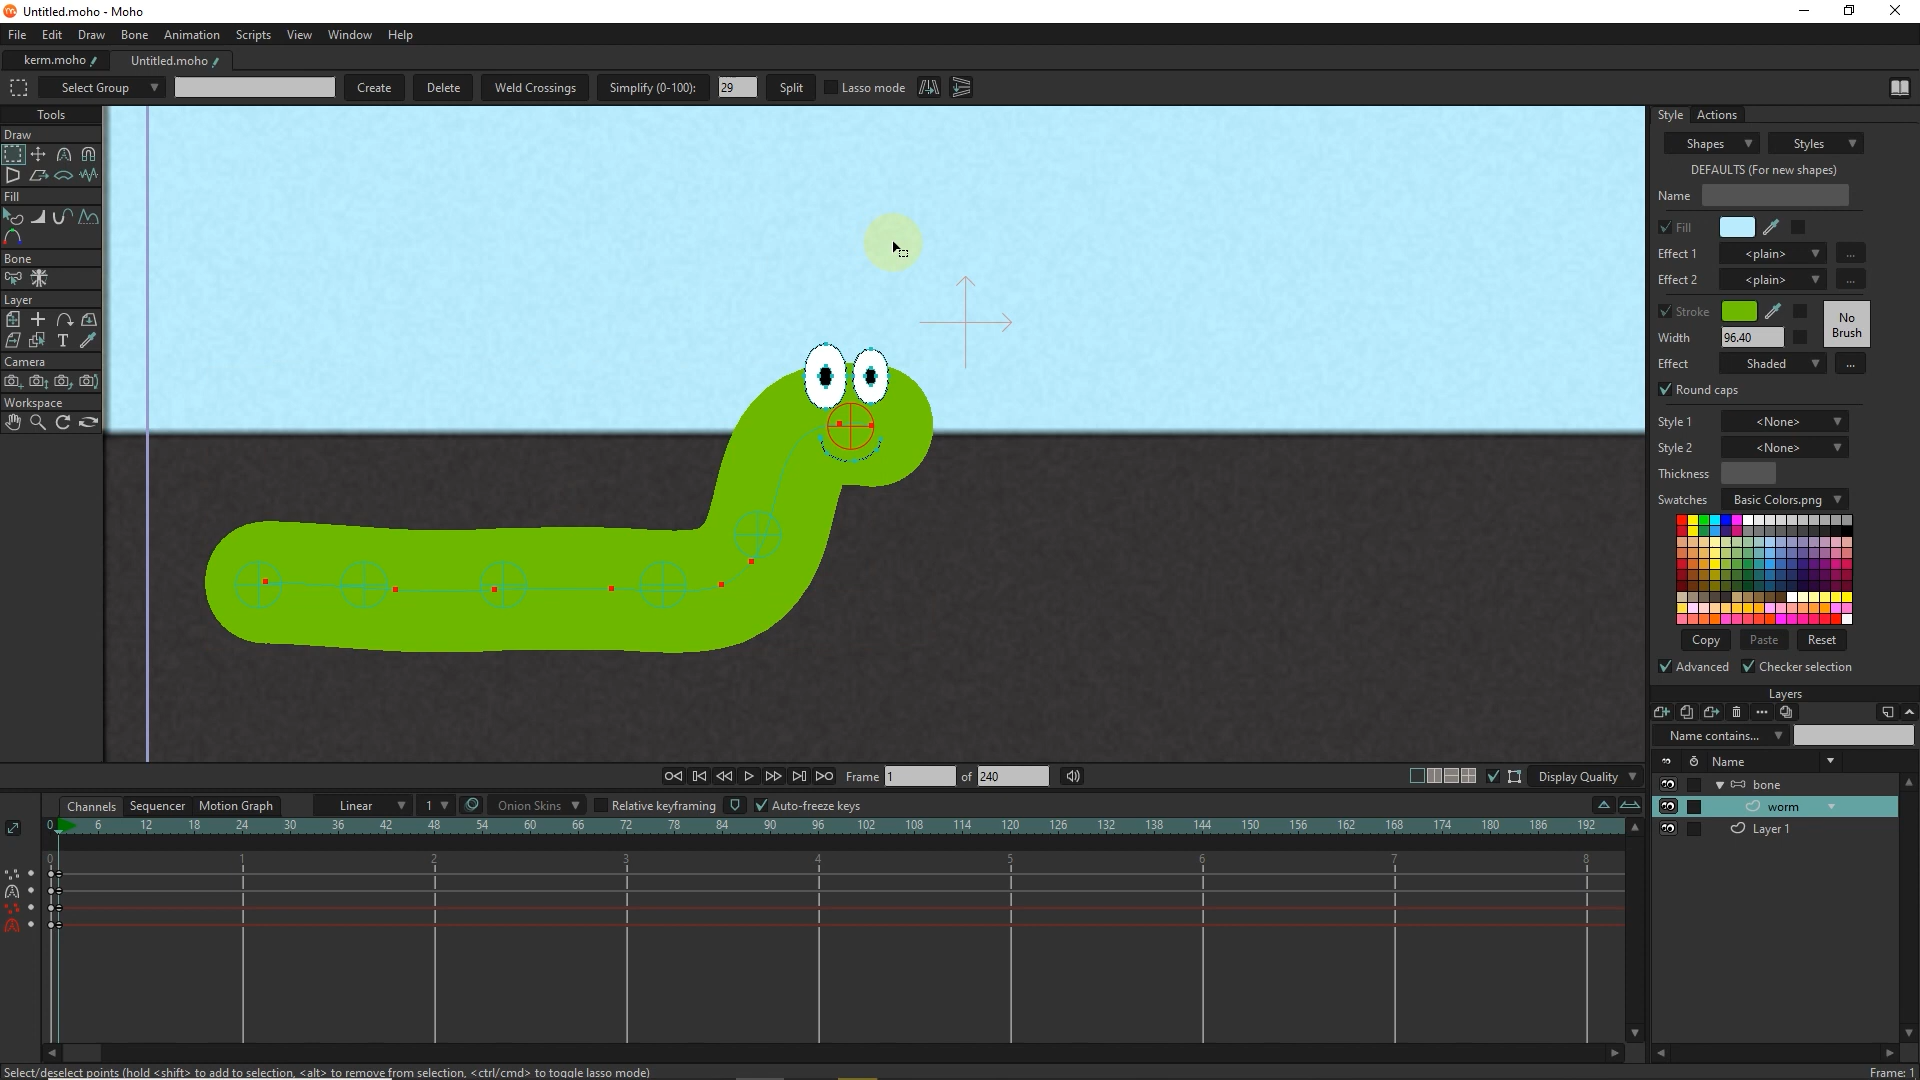 Untitled.moho - Moho
File Edit Draw Bone Animation Scripts View Window Help
kerm.moho Untitled.moho
Select Group Create Delete Weld Crossings Simplify (0-100): 29 Split Lasso mode
Tools
Draw
Fill
Bone
Layer
Camera
Workspace
Style Actions
Shapes Styles
DEFAULTS (For new shapes)
Name
Fill
Effect 1 <plain> ...
Effect 2 <plain> ...
Stroke
No Brush
Width 96.40
Effect Shaded ...
Round caps
Style 1 <None>
Style 2 <None>
Thickness
Swatches Basic Colors.png
Copy Paste Reset
Advanced Checker selection
Layers
Name contains...
Name
bone
worm
Layer 1
Frame 1 of 240 Display Quality
Channels Sequencer Motion Graph Linear 1 Onion Skins Relative keyframing Auto-freeze keys
0 6 12 18 24 30 36 42 48 54 60 66 72 78 84 90 96 102 108 114 120 126 132 138 144 150 156 162 168 174 180 186 192
0 1 2 3 4 5 6 7 8
Select/deselect points (hold <shift> to add to selection, <alt> to remove from selection, <ctrl/cmd> to toggle lasso mode) Frame: 1